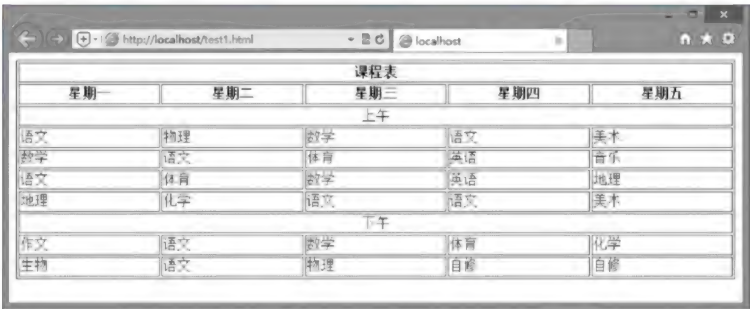 http://localhost/test1.html
localhost
课程表
星期一 星期二 星期三 星期四 星期五
上午
语文 物理 数学 语文 美术
数学 语文 体育 英语 音乐
语文 体育 数学 英语 地理
地理 化学 语文 语文 美术
下午
作文 语文 数学 体育 化学
生物 语文 物理 自修 自修